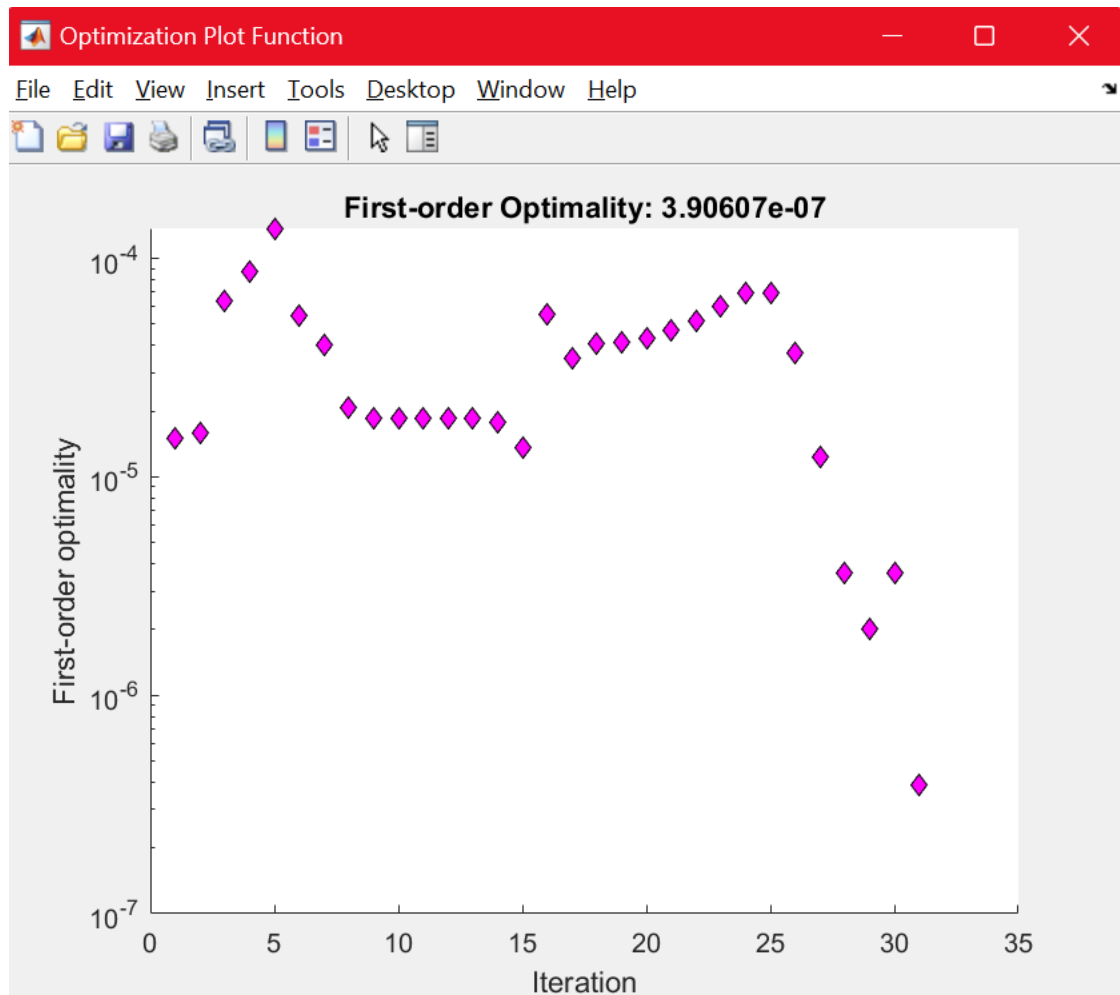 Optimization Plot Function
File Edit View Insert Tools Desktop Window Help
First-order Optimality: 3.90607e-07
First-order optimality
10^-4
10^-5
10^-6
10^-7
0 5 10 15 20 25 30 35
Iteration